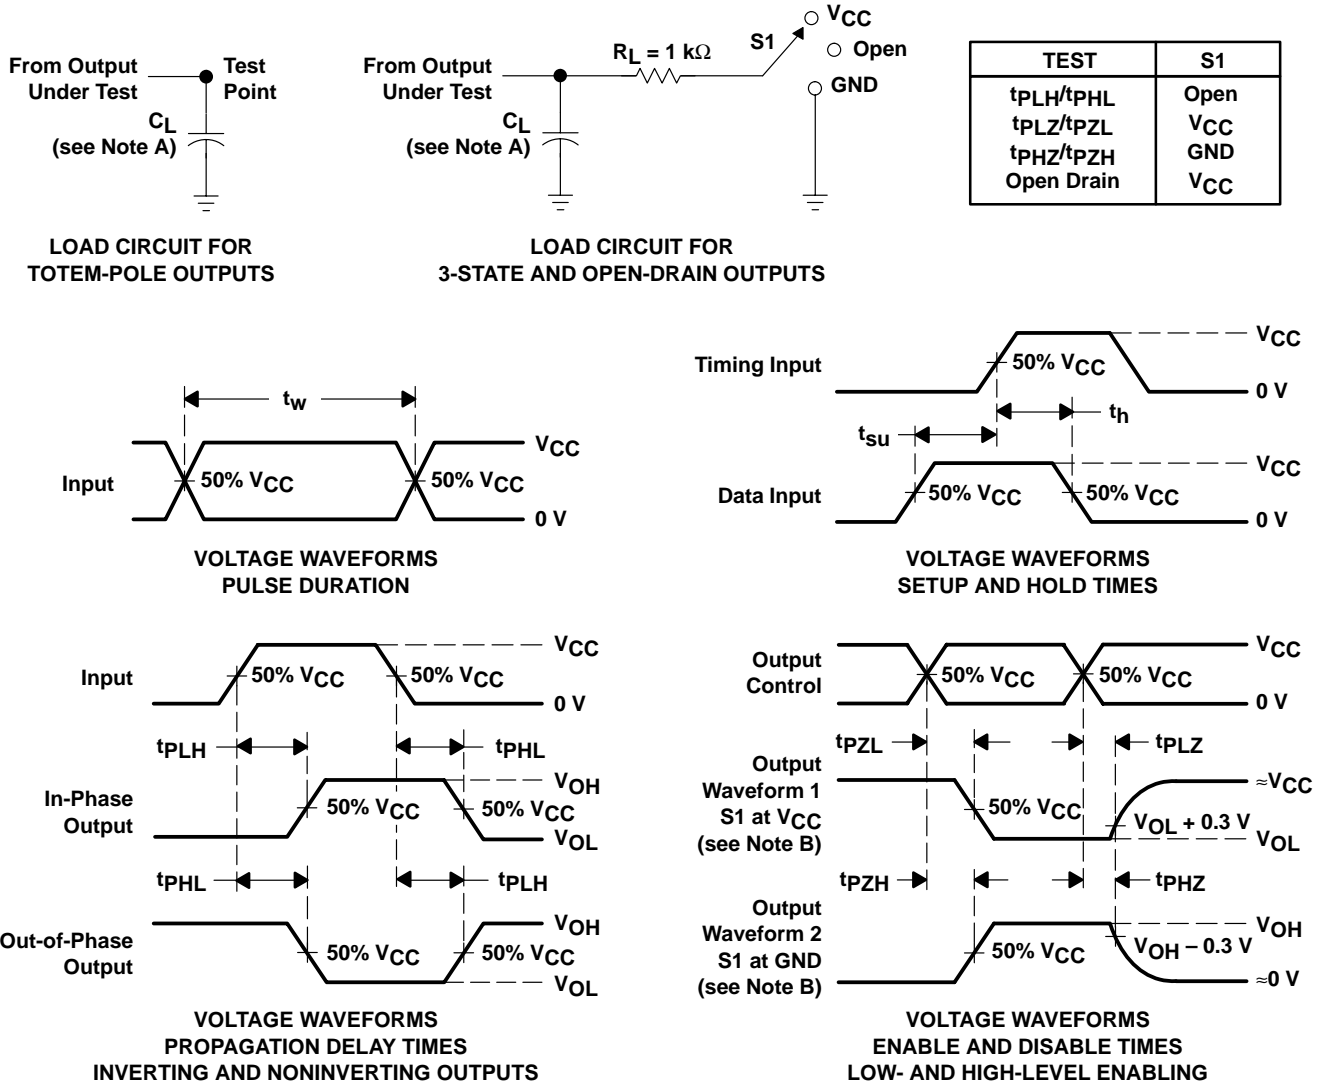 From Output
Under Test
Test
Point
CL
(see Note A)
LOAD CIRCUIT FOR
TOTEM-POLE OUTPUTS
From Output
Under Test
RL = 1 kΩ
S1
VCC
Open
GND
CL
(see Note A)
LOAD CIRCUIT FOR
3-STATE AND OPEN-DRAIN OUTPUTS
TEST S1
tPLH/tPHL Open
tPLZ/tPZL VCC
tPHZ/tPZH GND
Open Drain VCC
tw
Input
50% VCC
50% VCC
VCC
0 V
VOLTAGE WAVEFORMS
PULSE DURATION
Timing Input
50% VCC
VCC
0 V
th
tsu
Data Input
50% VCC
50% VCC
VCC
0 V
VOLTAGE WAVEFORMS
SETUP AND HOLD TIMES
Input
50% VCC
50% VCC
VCC
0 V
tPLH
tPHL
In-Phase
Output
50% VCC
50% VCC
VOH
VOL
tPHL
tPLH
Out-of-Phase
Output
50% VCC
50% VCC
VOH
VOL
VOLTAGE WAVEFORMS
PROPAGATION DELAY TIMES
INVERTING AND NONINVERTING OUTPUTS
Output
Control
50% VCC
50% VCC
VCC
0 V
tPZL
tPLZ
Output
Waveform 1
S1 at VCC
(see Note B)
50% VCC
≈VCC
VOL + 0.3 V
VOL
tPZH
tPHZ
Output
Waveform 2
S1 at GND
(see Note B)
50% VCC
VOH
VOH − 0.3 V
≈0 V
VOLTAGE WAVEFORMS
ENABLE AND DISABLE TIMES
LOW- AND HIGH-LEVEL ENABLING